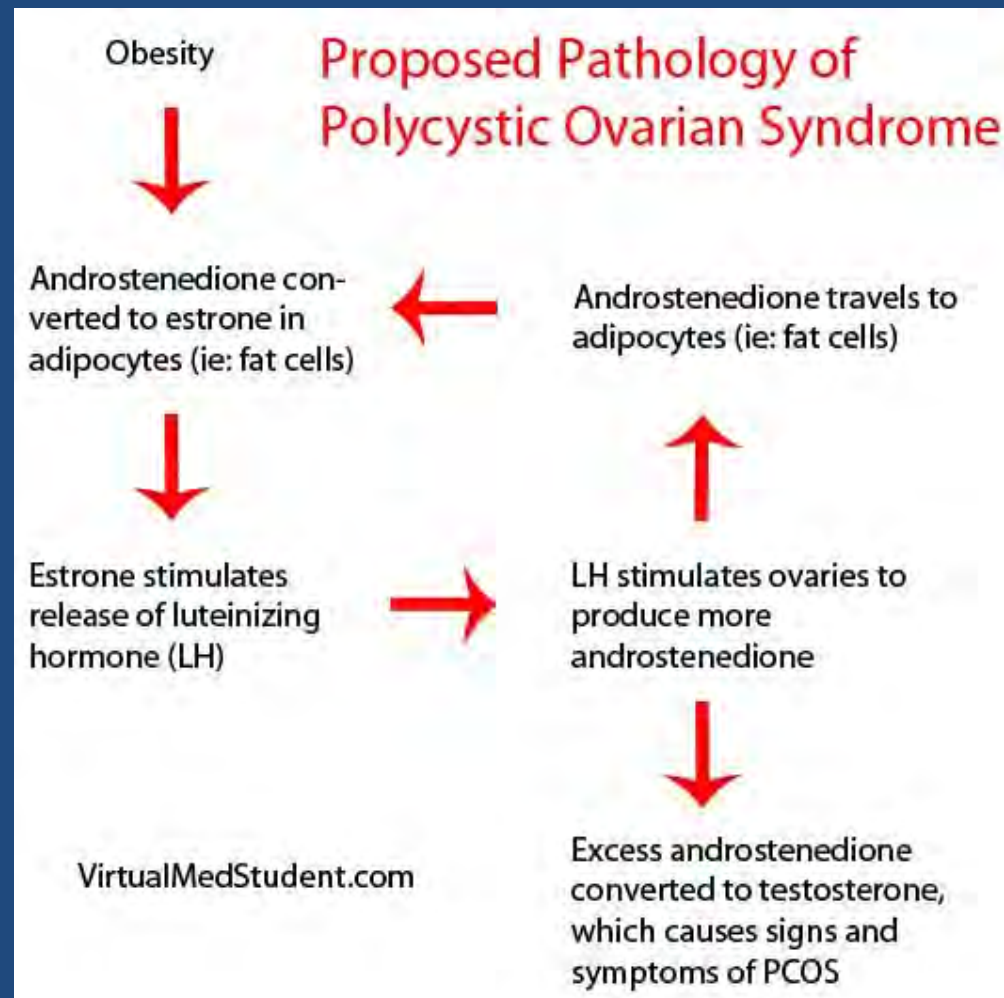 Obesity
Proposed Pathology of
Polycystic Ovarian Syndrome
Androstenedione con-
verted to estrone in
adipocytes (ie: fat cells)
Androstenedione travels to
adipocytes (ie: fat cells)
Estrone stimulates
release of luteinizing
hormone (LH)
LH stimulates ovaries to
produce more
androstenedione
VirtualMedStudent.com
Excess androstenedione
converted to testosterone,
which causes signs and
symptoms of PCOS